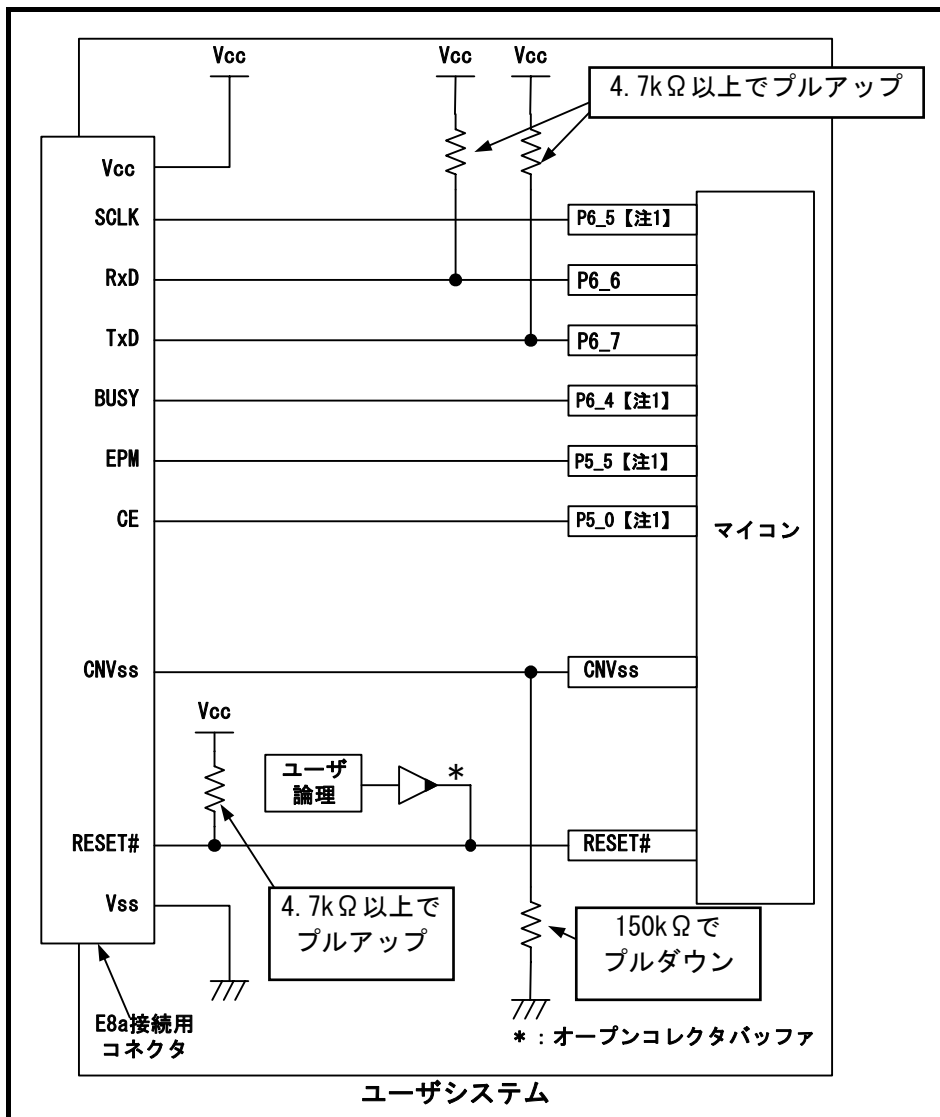 Vcc
Vcc
Vcc
4.7kΩ以上でプルアップ
Vcc
SCLK
P6_5【注1】
RxD
P6_6
TxD
P6_7
BUSY
P6_4【注1】
EPM
P5_5【注1】
CE
P5_0【注1】
マイコン
CNVss
CNVss
Vcc
ユーザ
論理
*
RESET#
RESET#
Vss
4.7kΩ以上で
プルアップ
150kΩで
プルダウン
E8a接続用
コネクタ
*：オープンコレクタバッファ
ユーザシステム